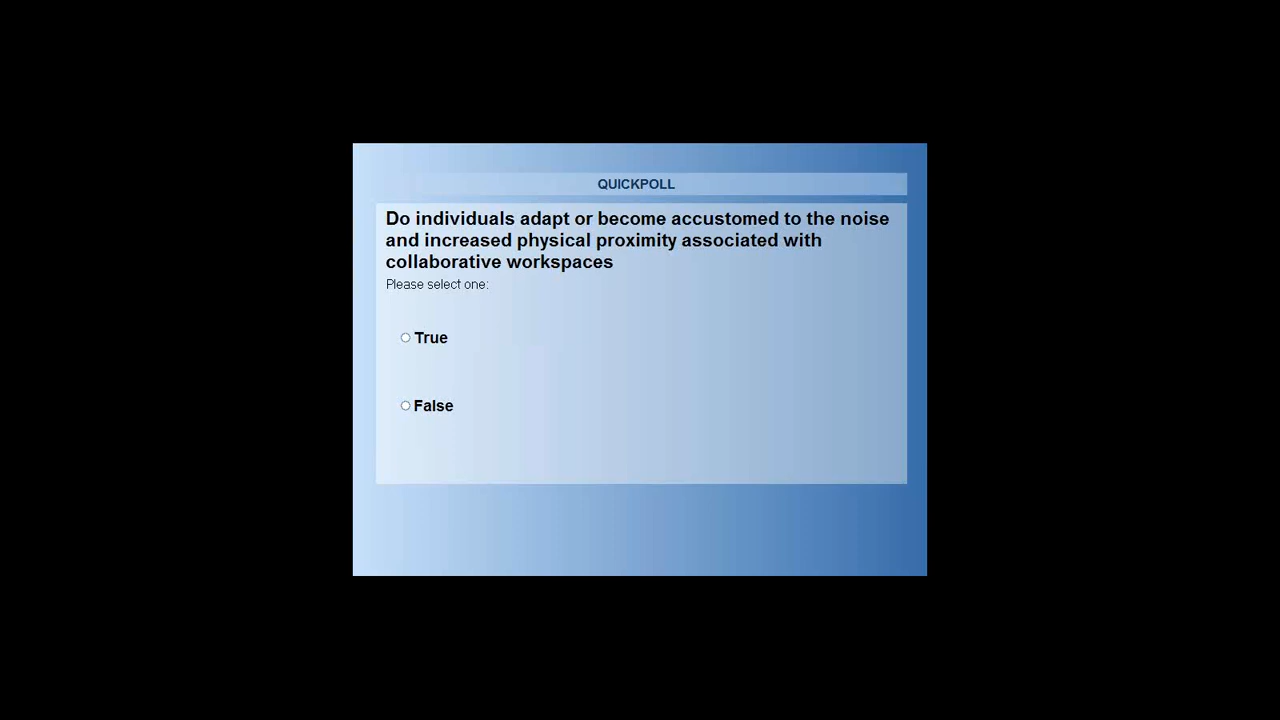 QUICKPOLL
Do individuals adapt or become accustomed to the noise
and increased physical proximity associated with
collaborative workspaces
Please select one:
True
False